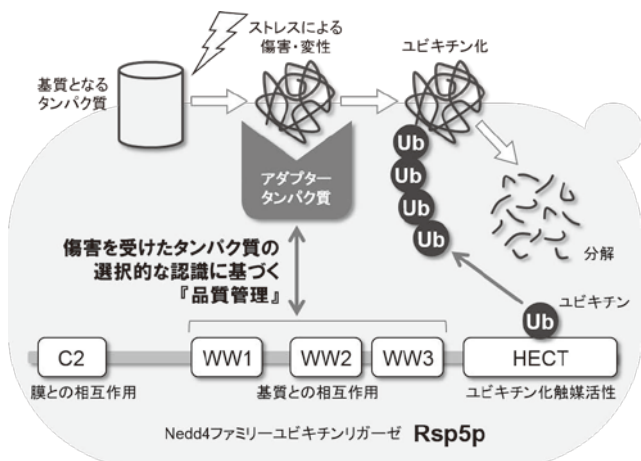 ストレスによる
傷害・変性
ユビキチン化
基質となる
タンパク質
アダプター
タンパク質
Ub
Ub
Ub
Ub
傷害を受けたタンパク質の
選択的な認識に基づく
『品質管理』
分解
ユビキチン
Ub
C2
WW1
WW2
WW3
HECT
膜との相互作用
基質との相互作用
ユビキチン化触媒活性
Nedd4ファミリーユビキチンリガーゼ Rsp5p